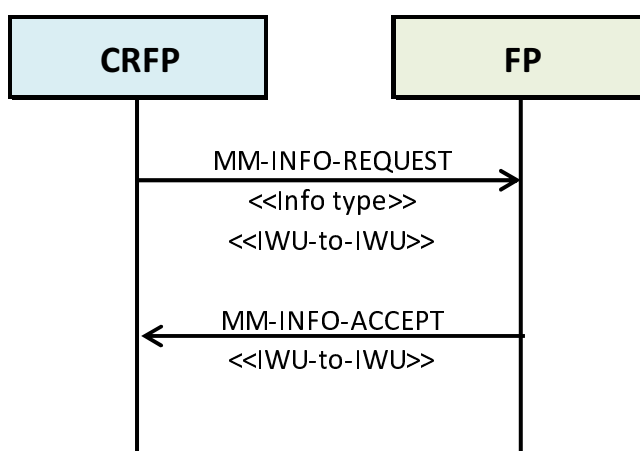 CRFP
FP
MM-INFO-REQUEST
<<Info type>>
<<IWU-to-IWU>>
MM-INFO-ACCEPT
<<IWU-to-IWU>>